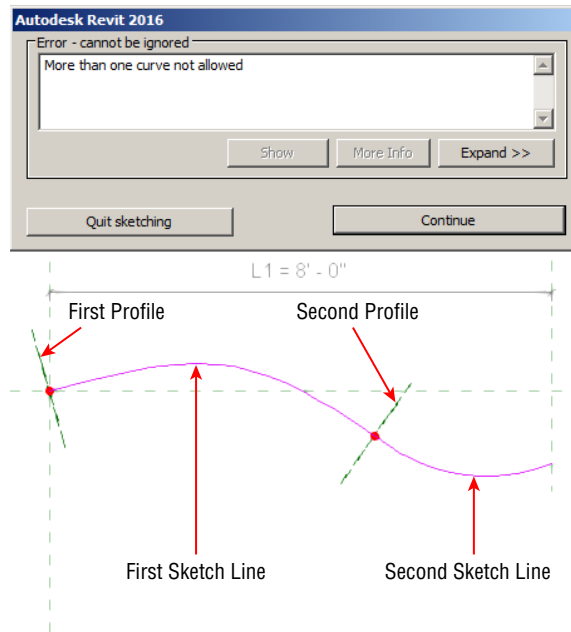 Autodesk Revit 2016
Error - cannot be ignored
More than one curve not allowed
Show More Info Expand >>
Quit sketching Continue
L1 = 8' - 0"
First Profile Second Profile
First Sketch Line Second Sketch Line